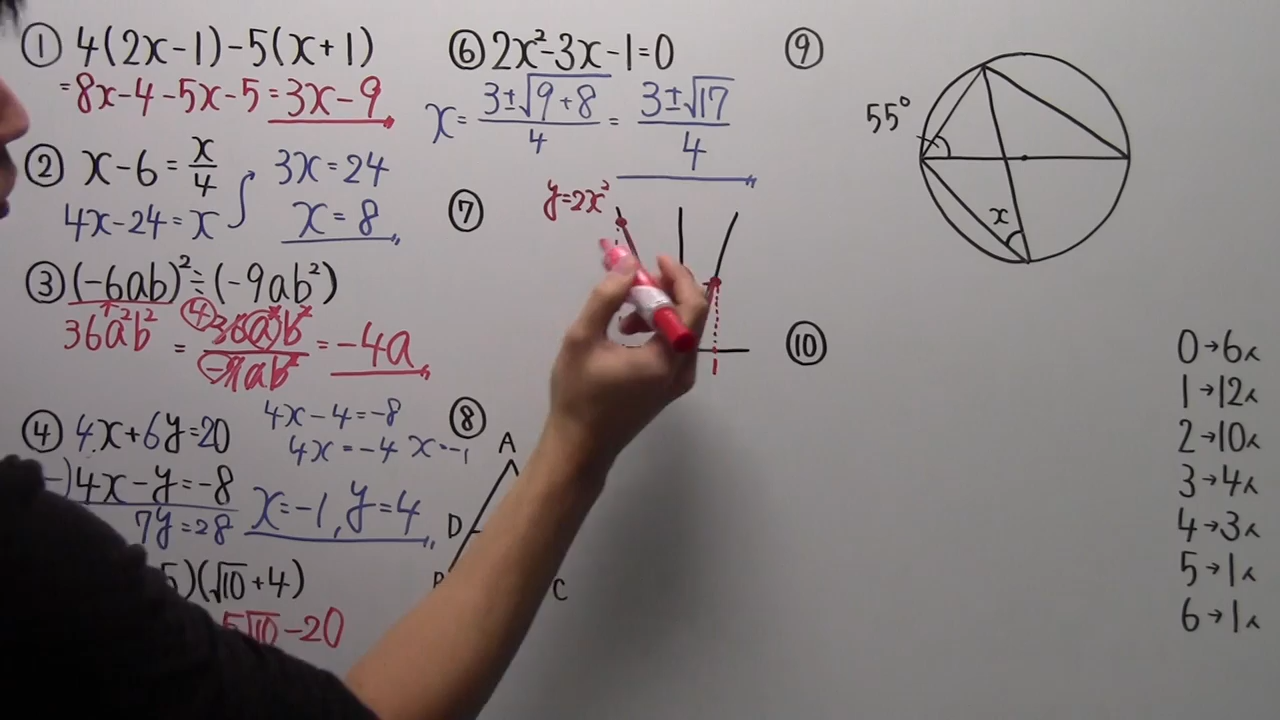 ① 4(2x-1)-5(x+1)
=8x-4-5x-5=3x-9
② x-6=x/4
3x=24
4x-24=x
x=8
③ (-6ab)²÷(-9ab²)
36a²b²
= 36a²b²/-9ab² = -4a
④
④ 4x+6y=20
-) 4x-y=-8
7y=28
4x-4=-8
4x=-4 x=-1
x=-1, y=4
)(√10+4)
5√10-20
⑥ 2x²-3x-1=0
x= 3±√9+8/4 = 3±√17/4
⑦
y=2x²
1
⑧
A
D
C
⑨
55°
x
⑩
0→6人
1→12人
2→10人
3→4人
4→3人
5→1人
6→1人